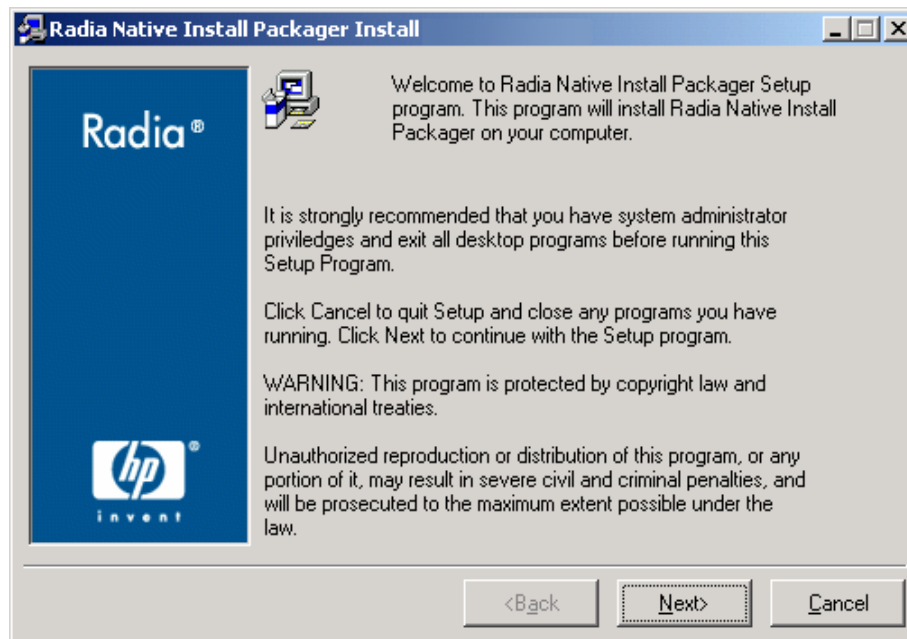 Radia Native Install Packager Install
Radia®
Welcome to Radia Native Install Packager Setup
program. This program will install Radia Native Install
Packager on your computer.
It is strongly recommended that you have system administrator
priviledges and exit all desktop programs before running this
Setup Program.
Click Cancel to quit Setup and close any programs you have
running. Click Next to continue with the Setup program.
WARNING: This program is protected by copyright law and
international treaties.
Unauthorized reproduction or distribution of this program, or any
portion of it, may result in severe civil and criminal penalties, and
will be prosecuted to the maximum extent possible under the
law.
hp®
invent
<Back
Next>
Cancel